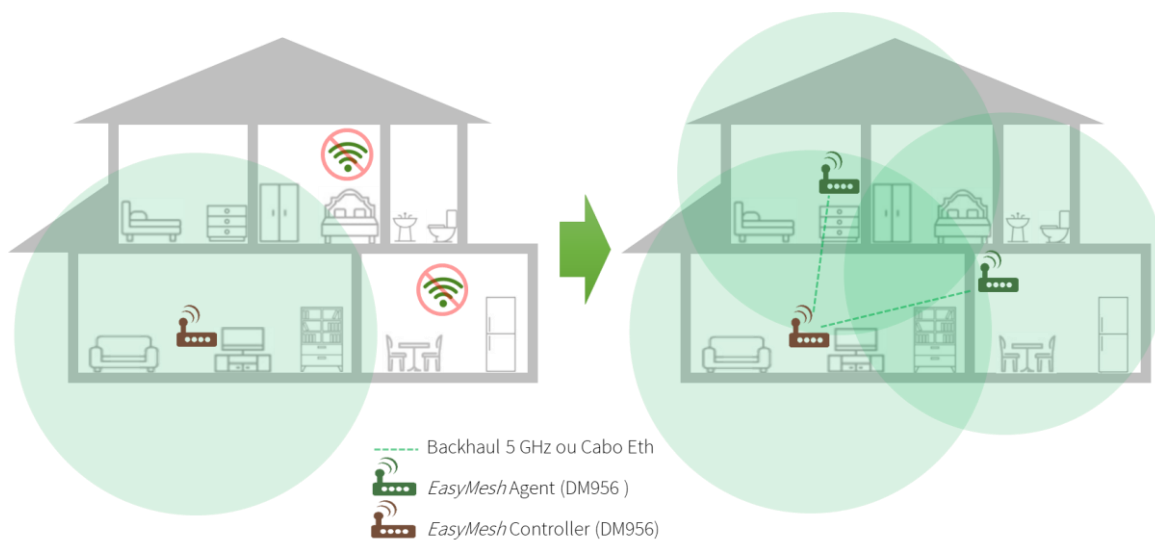 Backhaul 5 GHz ou Cabo Eth
EasyMesh Agent (DM956 )
EasyMesh Controller (DM956)